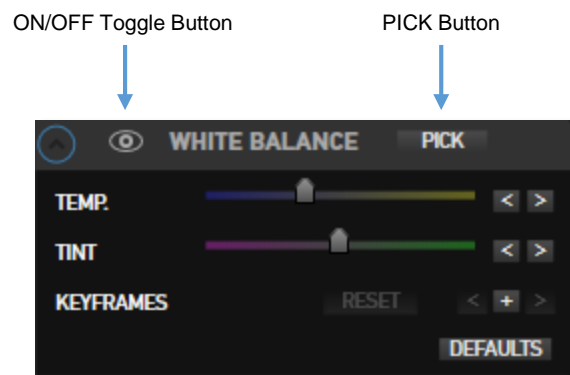 ON/OFF Toggle Button PICK Button
WHITE BALANCE PICK
TEMP. < >
TINT < >
KEYFRAMES RESET < + >
DEFAULTS